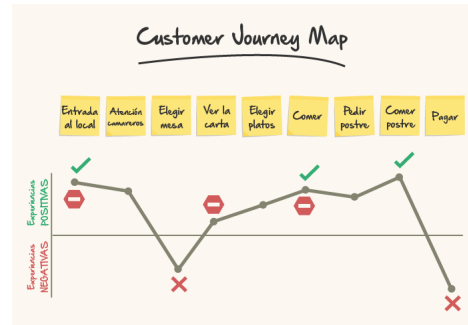 Customer Journey Map
Entrada
al local
Atención
camareros
Elegir
mesa
Ver la
carta
Elegir
platos
Comer
Pedir
postre
Comer
postre
Pagar
Experiencias
POSITIVAS
Experiencias
NEGATIVAS